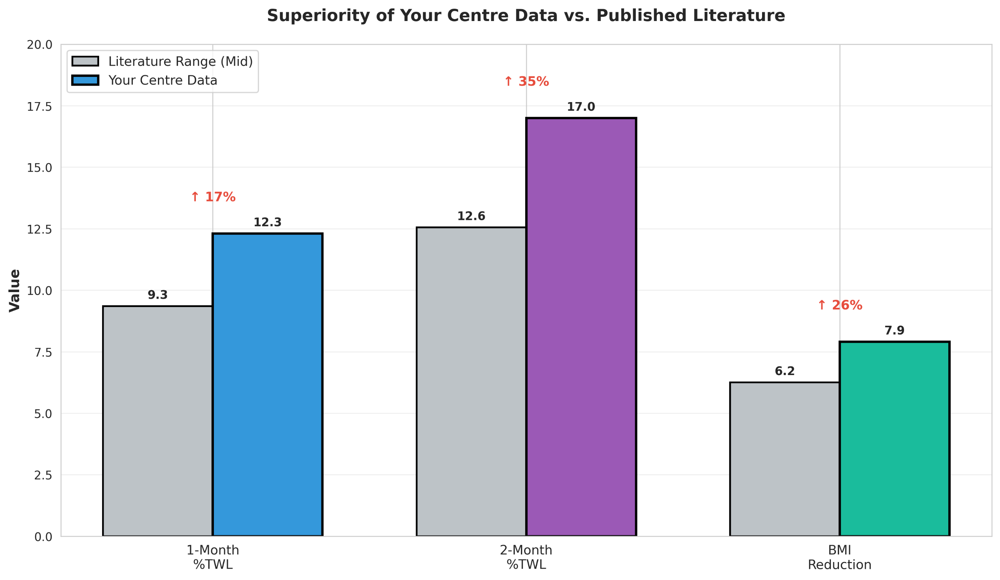 Superiority of Your Centre Data vs. Published Literature
Literature Range (Mid)
Your Centre Data
Value
20.0
17.5
15.0
12.5
10.0
7.5
5.0
2.5
0.0
↑ 17%
9.3
12.3
↑ 35%
12.6
17.0
↑ 26%
6.2
7.9
1-Month
%TWL
2-Month
%TWL
BMI
Reduction